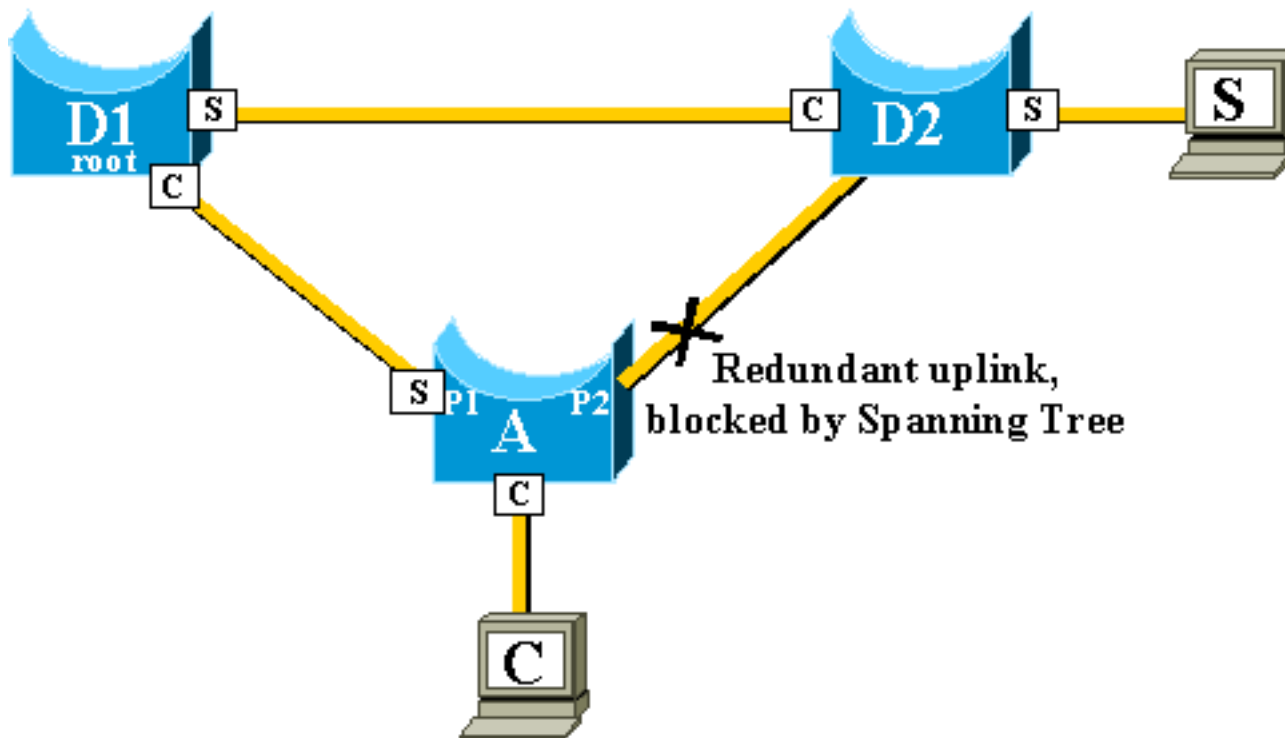 D1
root
S
C
C
D2
S
S
S
P1
P2
A
C
Redundant uplink,
blocked by Spanning Tree
C